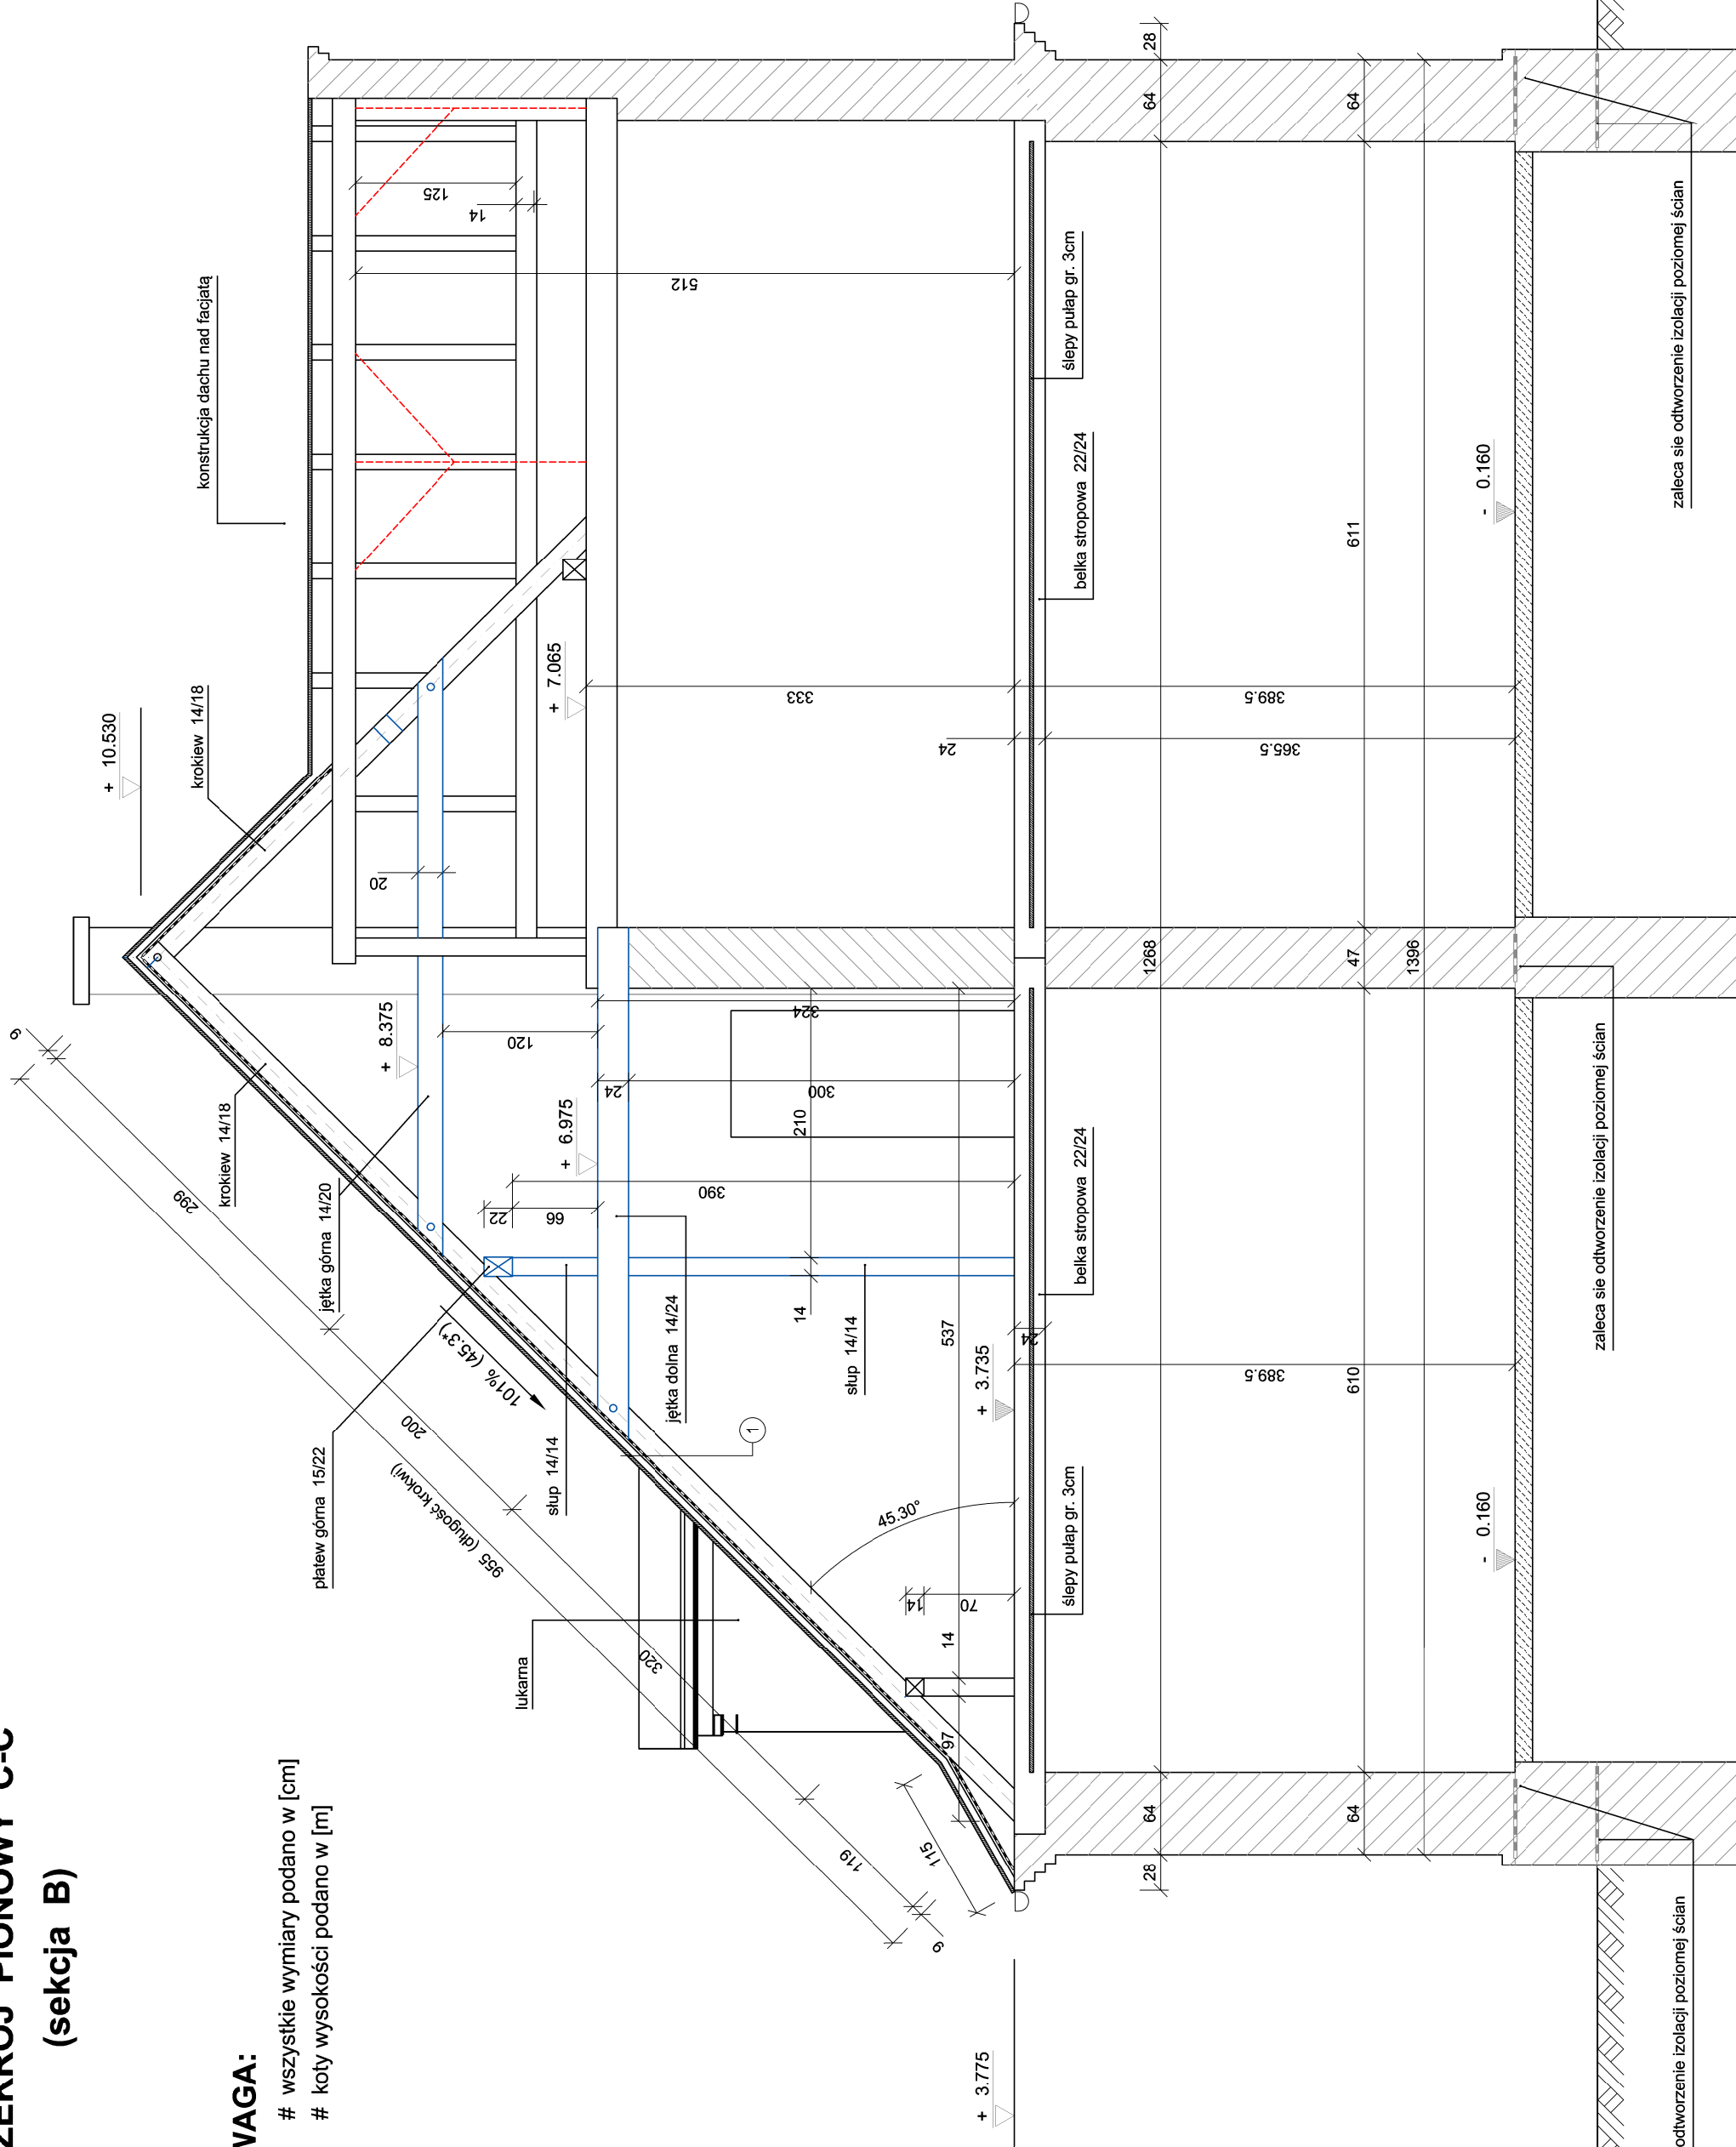 PIONOWY C-C
(sekcja B)
# wszystkie wymiary podano w [cm]
# koty wysokości podano w [m]
+ 10.530
konstrukcja dachu nad facjatą
krokiew 14/18
krokiew 14/18
jętka górna 14/20
płatew górna 15/22
słup 14/14
lukarna
jętka dolna 14/24
słup 14/14
1
+ 8.375
+ 6.975
+ 7.065
+ 3.735
+ 3.775
- 0.160
- 0.160
ślepy pułap gr. 3cm
belka stropowa 22/24
ślepy pułap gr. 3cm
belka stropowa 22/24
zaleca sie odtworzenie izolacji poziomej ścian
zaleca sie odtworzenie izolacji poziomej ścian
odtworzenie izolacji poziomej ścian
101% (45.3*)
45.30°
955 (długość krokwi)
9
299
200
320
119
9
115
125
14
512
20
333
24
389.5
365.5
120
324
24
300
210
22
66
390
14
537
24
389.5
14
70
14
97
28
64
1268
64
28
64
611
47
610
64
1396